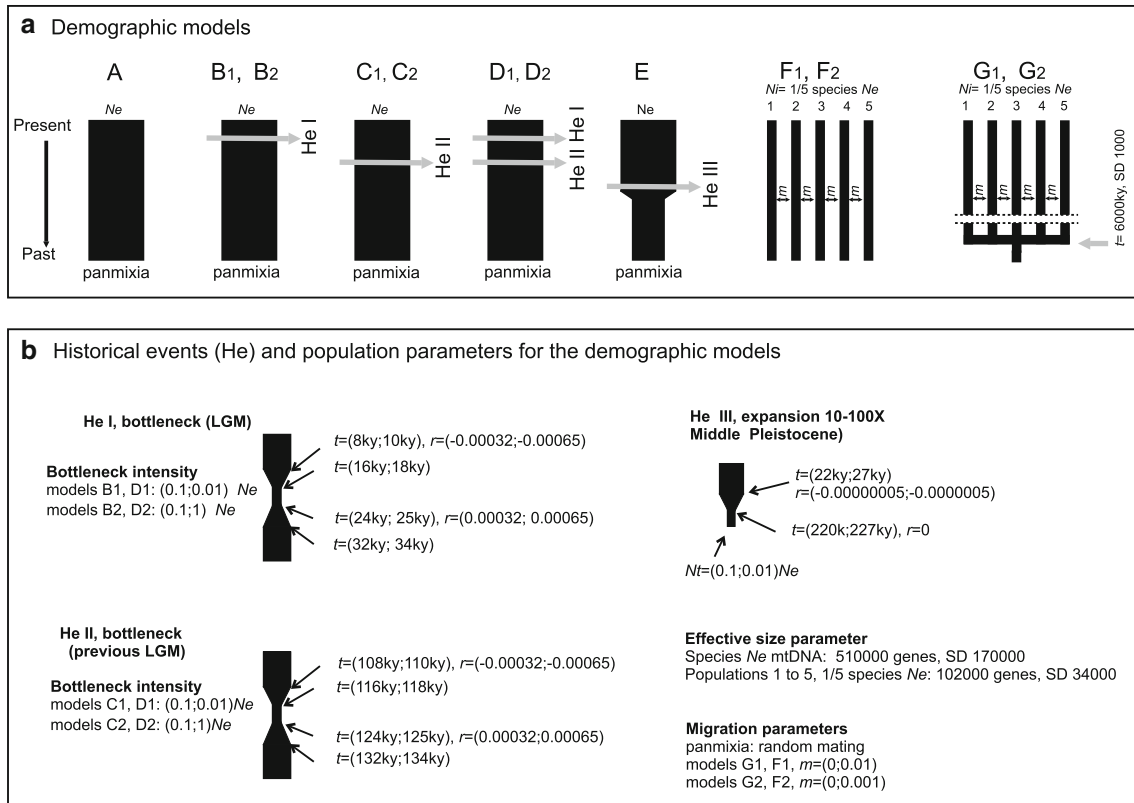 a Demographic models
A
B1, B2
C1, C2
D1, D2
E
F1, F2
G1, G2
Ne
Ne
Ne
Ne
Ne
Ni= 1/5 species Ne
1 2 3 4 5
Ni= 1/5 species Ne
1 2 3 4 5
Present
Past
He I
He II
He II He I
He III
m m m m
m m m m
t= 6000ky, SD 1000
panmixia
panmixia
panmixia
panmixia
panmixia
b Historical events (He) and population parameters for the demographic models
He I, bottleneck (LGM)
Bottleneck intensity
models B1, D1: (0.1;0.01) Ne
models B2, D2: (0.1;1) Ne
t=(8ky;10ky), r=(-0.00032;-0.00065)
t=(16ky;18ky)
t=(24ky; 25ky), r=(0.00032; 0.00065)
t=(32ky; 34ky)
He III, expansion 10-100X
Middle Pleistocene)
t=(22ky;27ky)
r=(-0.00000005;-0.0000005)
t=(220k;227ky), r=0
Nt=(0.1;0.01)Ne
He II, bottleneck
(previous LGM)
Bottleneck intensity
models C1, D1: (0.1;0.01)Ne
models C2, D2: (0.1;1)Ne
t=(108ky;110ky), r=(-0.00032;-0.00065)
t=(116ky;118ky)
t=(124ky;125ky), r=(0.00032;0.00065)
t=(132ky;134ky)
Effective size parameter
Species Ne mtDNA: 510000 genes, SD 170000
Populations 1 to 5, 1/5 species Ne: 102000 genes, SD 34000
Migration parameters
panmixia: random mating
models G1, F1, m=(0;0.01)
models G2, F2, m=(0;0.001)